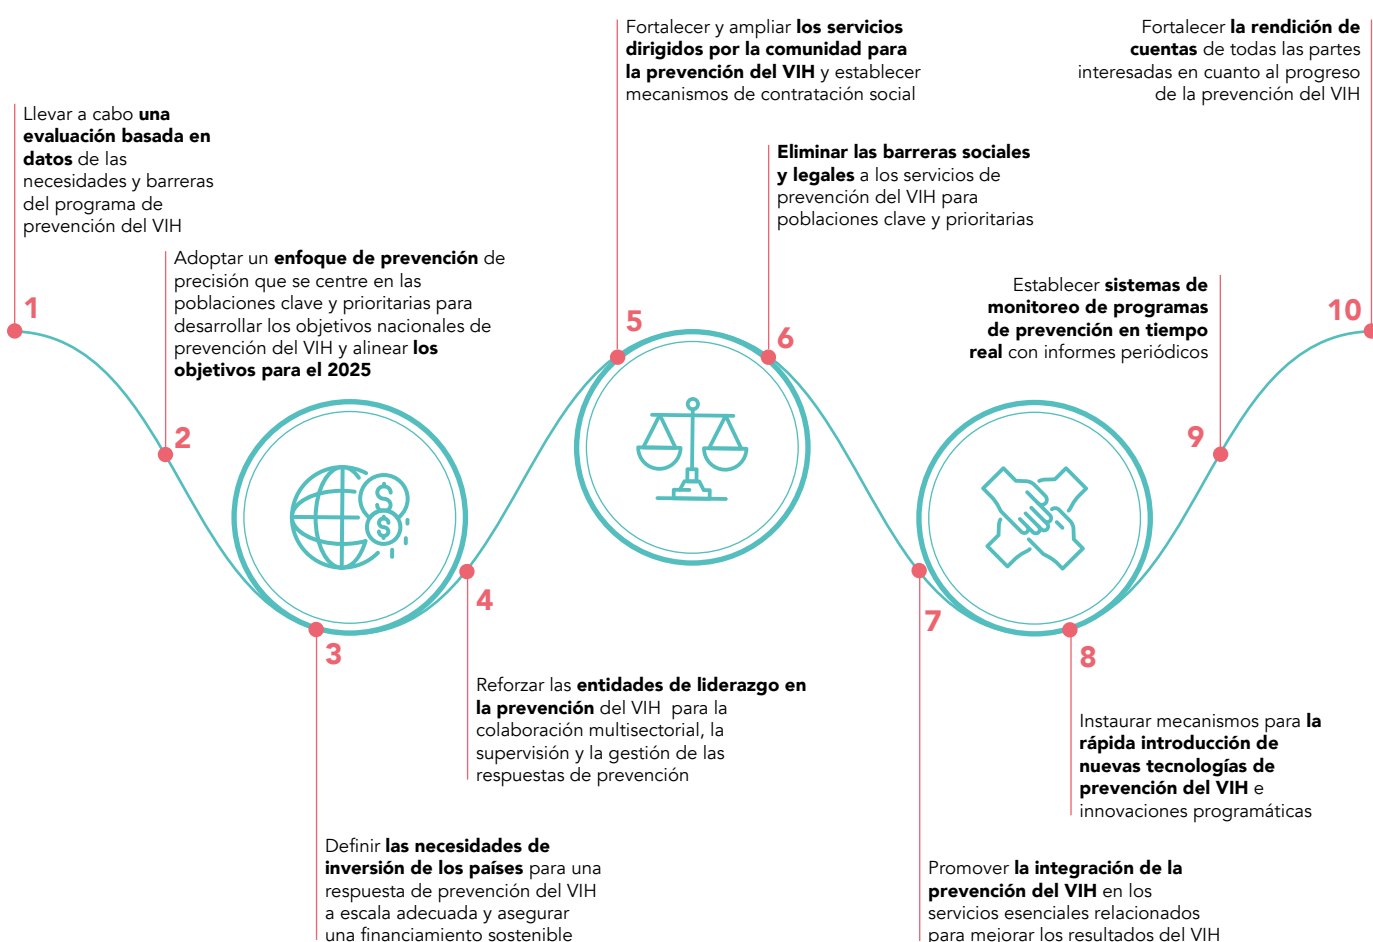 1
Llevar a cabo una
evaluación basada en
datos de las
necesidades y barreras
del programa de
prevención del VIH
2
Adoptar un enfoque de prevención de
precisión que se centre en las
poblaciones clave y prioritarias para
desarrollar los objetivos nacionales de
prevención del VIH y alinear los
objetivos para el 2025
3
Definir las necesidades de
inversión de los países para una
respuesta de prevención del VIH
a escala adecuada y asegurar
una financiamiento sostenible
4
Reforzar las entidades de liderazgo en
la prevención del VIH para la
colaboración multisectorial, la
supervisión y la gestión de las
respuestas de prevención
5
Fortalecer y ampliar los servicios
dirigidos por la comunidad para
la prevención del VIH y establecer
mecanismos de contratación social
6
Eliminar las barreras sociales
y legales a los servicios de
prevención del VIH para
poblaciones clave y prioritarias
7
Promover la integración de la
prevención del VIH en los
servicios esenciales relacionados
para mejorar los resultados del VIH
8
Instaurar mecanismos para la
rápida introducción de
nuevas tecnologías de
prevención del VIH e
innovaciones programáticas
9
Establecer sistemas de
monitoreo de programas
de prevención en tiempo
real con informes periódicos
10
Fortalecer la rendición de
cuentas de todas las partes
interesadas en cuanto al progreso
de la prevención del VIH
$
$